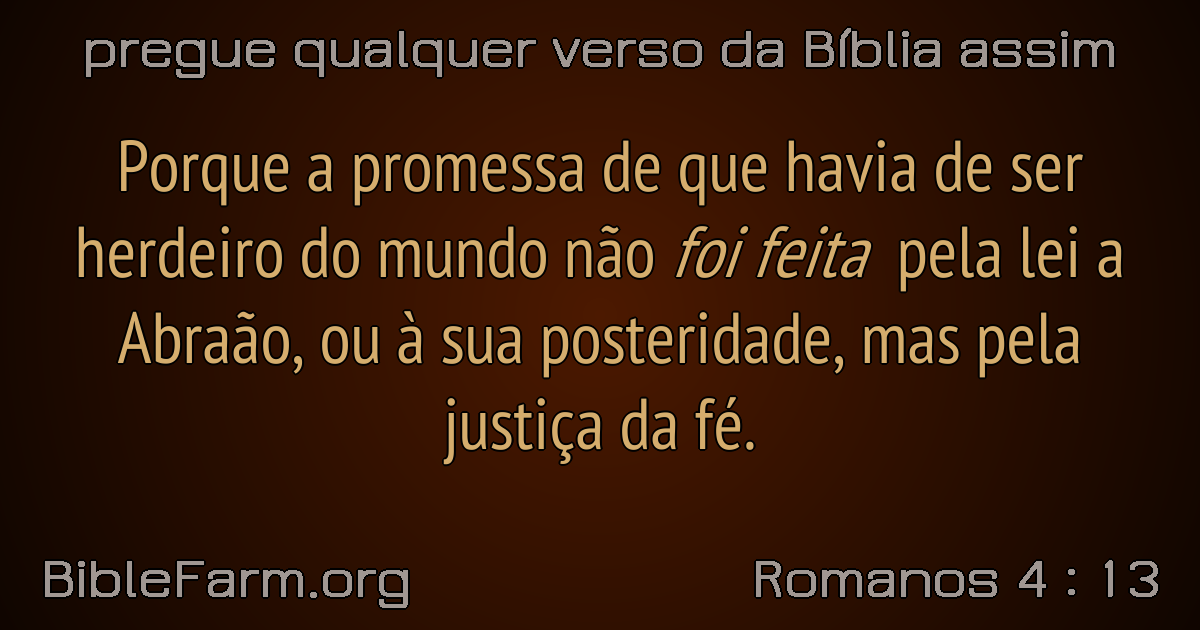 pregue qualquer verso da Bíblia assim
Porque a promessa de que havia de ser
herdeiro do mundo não foi feita pela lei a
Abraão, ou à sua posteridade, mas pela
justiça da fé.
BibleFarm.org
Romanos 4 : 13